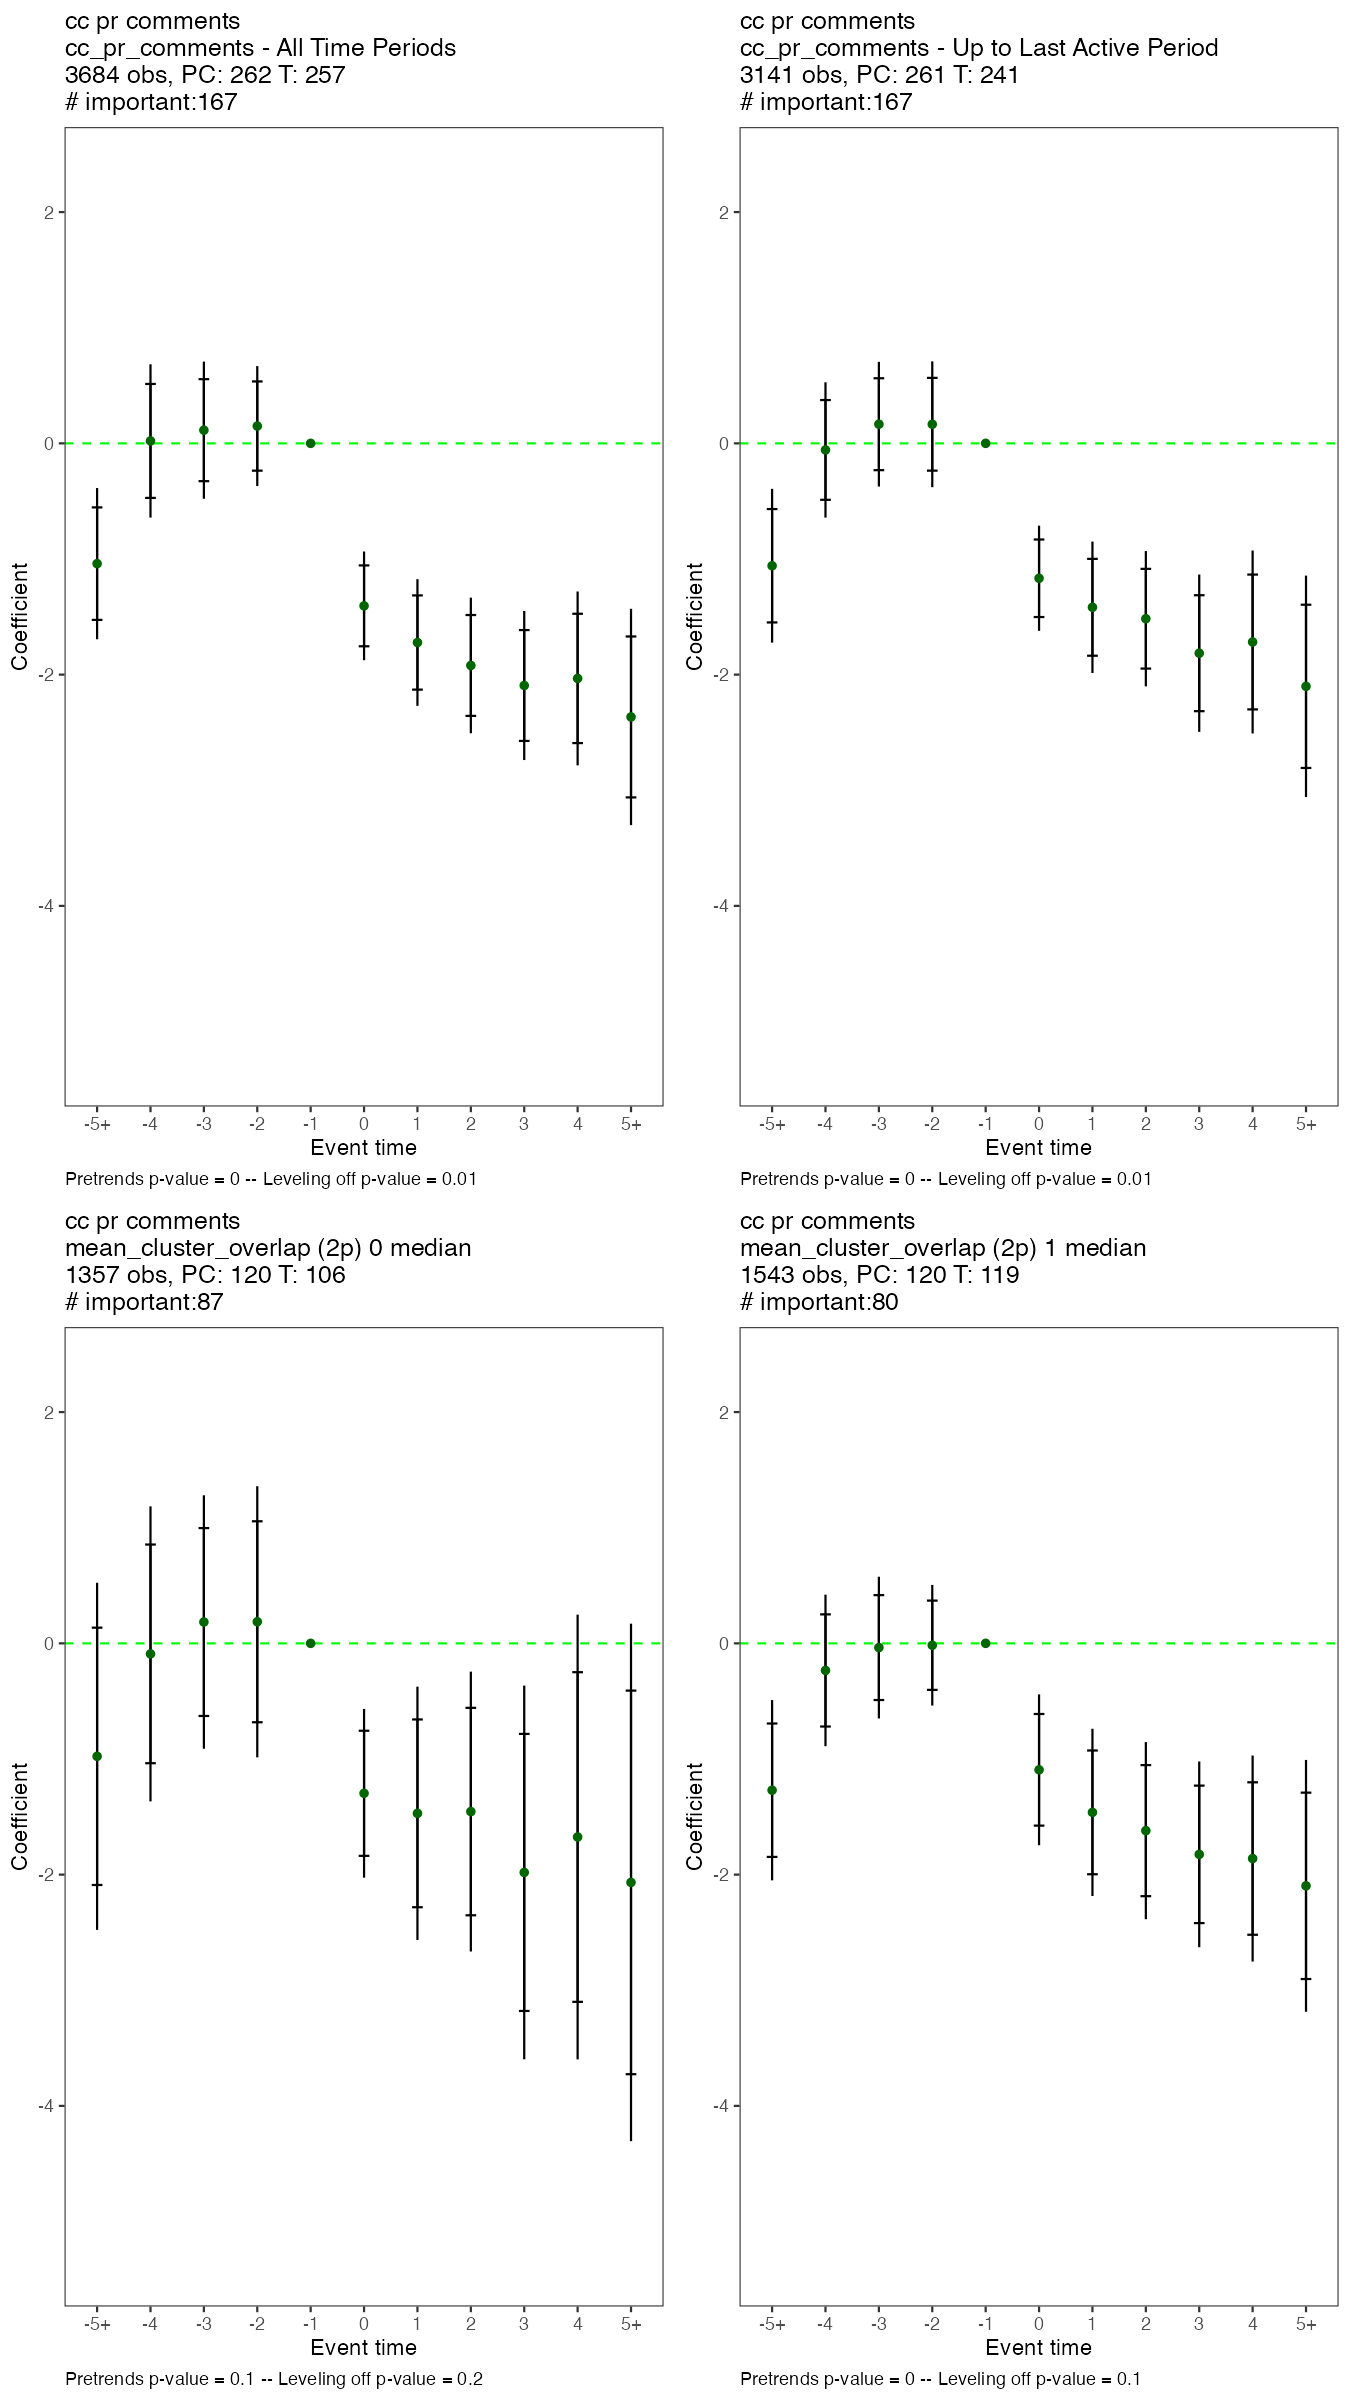 cc pr comments
cc_pr_comments - All Time Periods
3684 obs, PC: 262 T: 257
# important:167
2
0
-2
-4
Coefficient
-5+ -4 -3 -2 -1 0 1 2 3 4 5+
Event time
Pretrends p-value = 0 -- Leveling off p-value = 0.01
cc pr comments
cc_pr_comments - Up to Last Active Period
3141 obs, PC: 261 T: 241
# important:167
2
0
-2
-4
Coefficient
-5+ -4 -3 -2 -1 0 1 2 3 4 5+
Event time
Pretrends p-value = 0 -- Leveling off p-value = 0.01
cc pr comments
mean_cluster_overlap (2p) 0 median
1357 obs, PC: 120 T: 106
# important:87
2
0
-2
-4
Coefficient
-5+ -4 -3 -2 -1 0 1 2 3 4 5+
Event time
Pretrends p-value = 0.1 -- Leveling off p-value = 0.2
cc pr comments
mean_cluster_overlap (2p) 1 median
1543 obs, PC: 120 T: 119
# important:80
2
0
-2
-4
Coefficient
-5+ -4 -3 -2 -1 0 1 2 3 4 5+
Event time
Pretrends p-value = 0 -- Leveling off p-value = 0.1